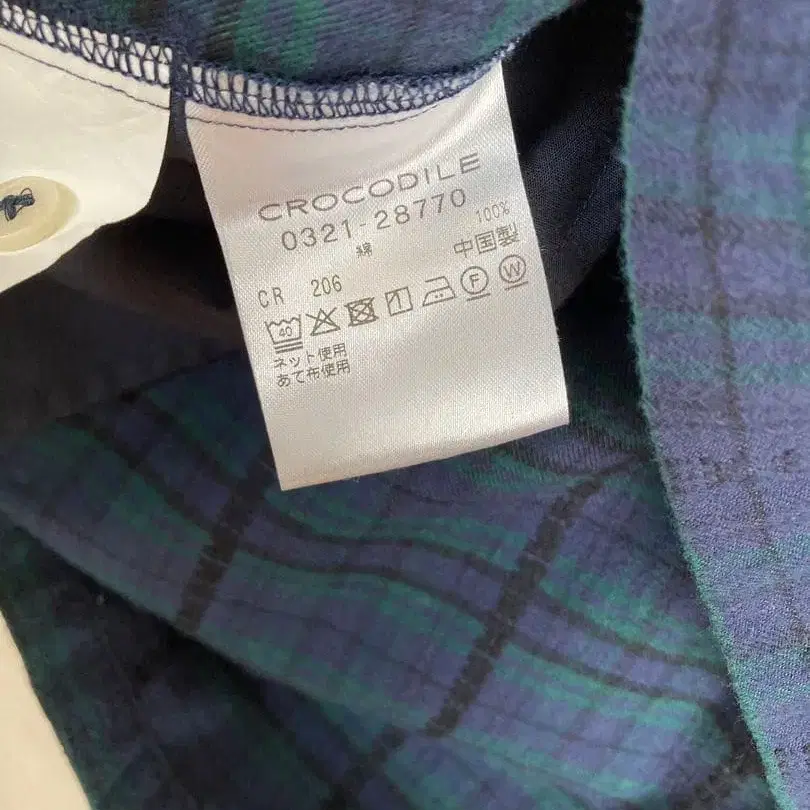 CROCODILE
0321-28770
綿 100%
中国製
CR 206
40 F W
ネット使用
あて布使用